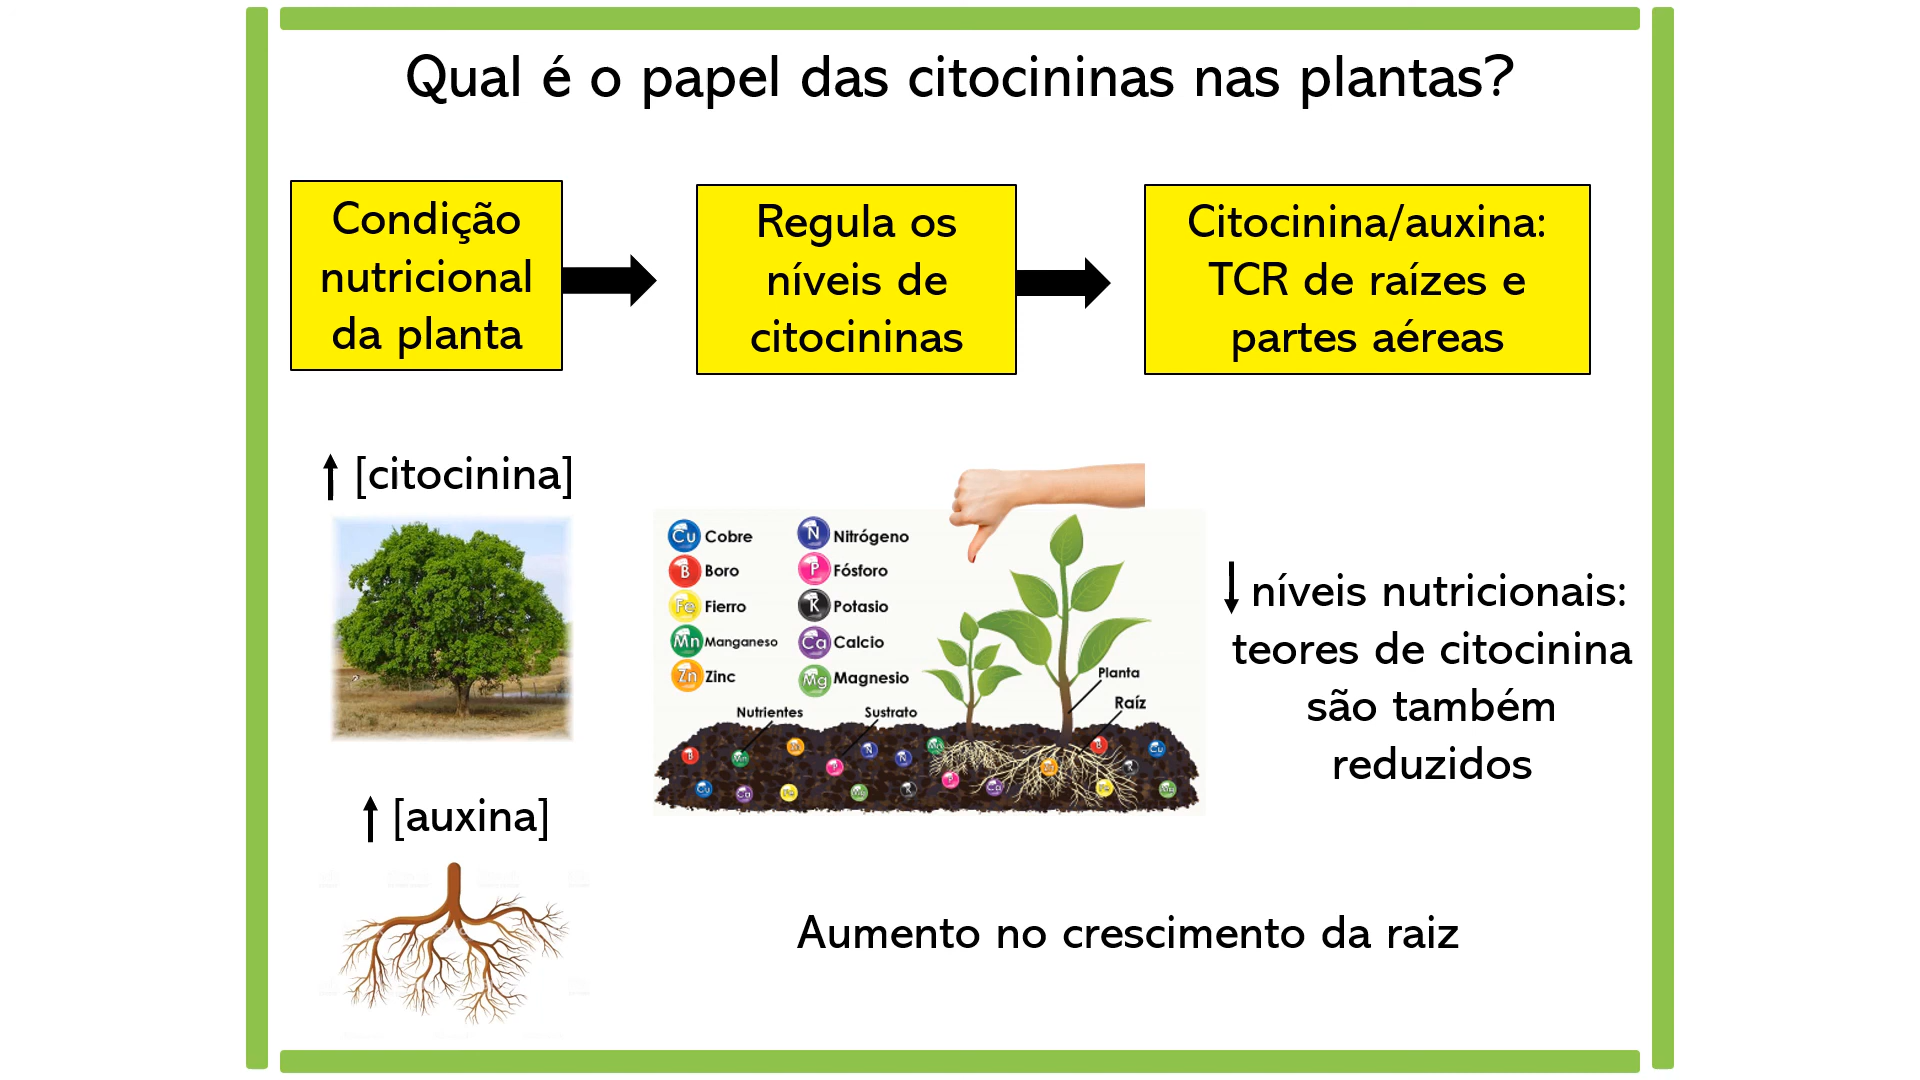 Qual é o papel das citocininas nas plantas?
Condição
nutricional
da planta
Regula os
níveis de
citocininas
Citocinina/auxina:
TCR de raízes e
partes aéreas
[citocinina]
[auxina]
Cu Cobre
B Boro
Fe Fierro
Mn Manganeso
Zn Zinc
N Nitrógeno
P Fósforo
K Potasio
Ca Calcio
Mg Magnesio
Nutrientes
Sustrato
Planta
Raíz
níveis nutricionais:
teores de citocinina
são também
reduzidos
Aumento no crescimento da raiz